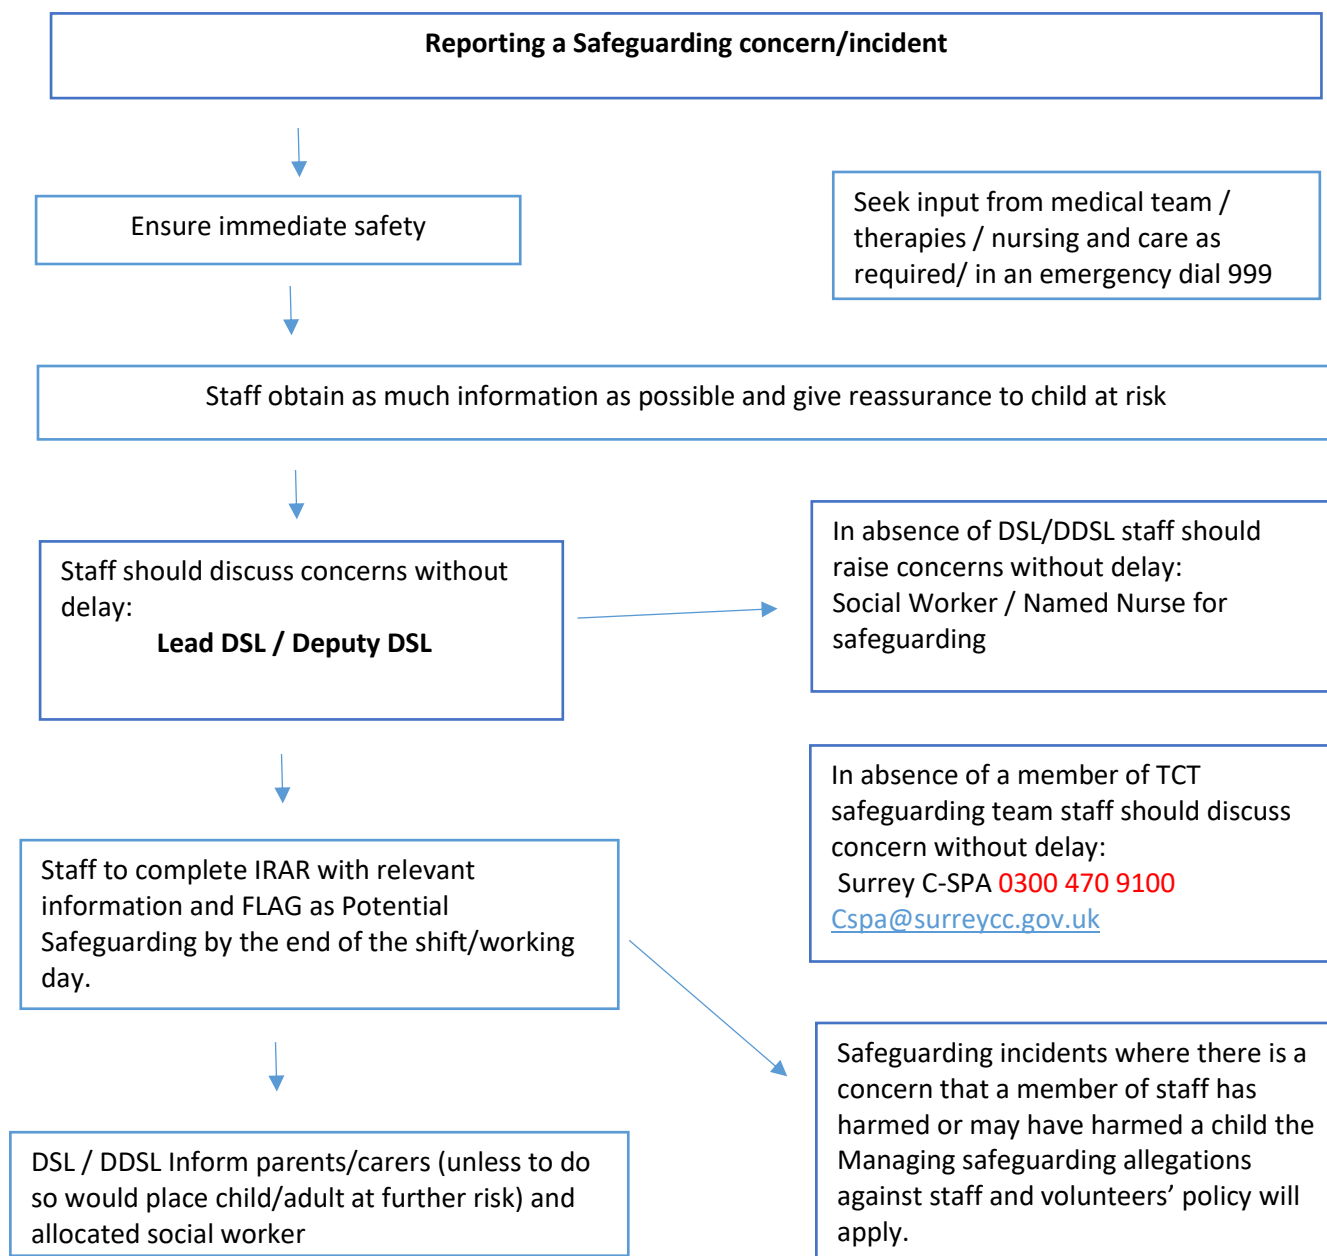 Reporting a Safeguarding concern/incident
Ensure immediate safety
Seek input from medical team /
therapies / nursing and care as
required/ in an emergency dial 999
Staff obtain as much information as possible and give reassurance to child at risk
Staff should discuss concerns without
delay:
Lead DSL / Deputy DSL
In absence of DSL/DDSL staff should
raise concerns without delay:
Social Worker / Named Nurse for
safeguarding
In absence of a member of TCT
safeguarding team staff should discuss
concern without delay:
Surrey C-SPA 0300 470 9100
Cspa@surreycc.gov.uk
Staff to complete IRAR with relevant
information and FLAG as Potential
Safeguarding by the end of the shift/working
day.
Safeguarding incidents where there is a
concern that a member of staff has
harmed or may have harmed a child the
Managing safeguarding allegations
against staff and volunteers’ policy will
apply.
DSL / DDSL Inform parents/carers (unless to do
so would place child/adult at further risk) and
allocated social worker